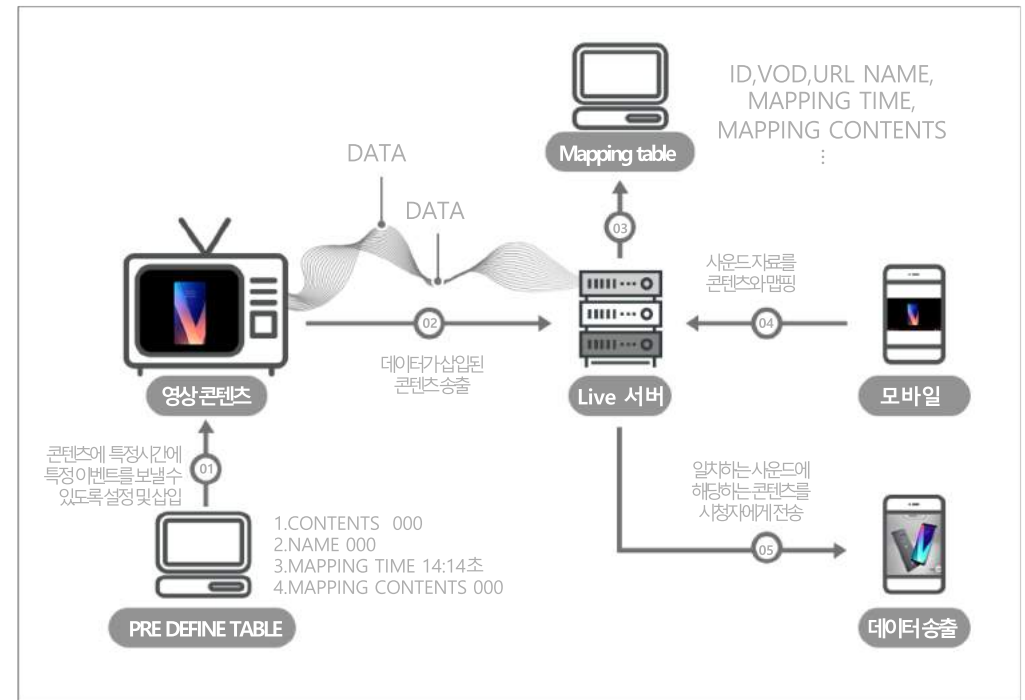 ID,VOD,URL NAME,
MAPPING TIME,
MAPPING CONTENTS
⋮
Mapping table
DATA
DATA
03
사운드 자료를
콘텐츠와 맵핑
02
04
데이터가 삽입된
콘텐츠 송출
영상 콘텐츠
Live 서버
모바일
콘텐츠에 특정시간에
특정 이벤트를 보낼 수
있도록 설정 및 삽입
01
일치하는 사운드에
해당하는 콘텐츠를
시청자에게 전송
05
1.CONTENTS 000
2.NAME 000
3.MAPPING TIME 14:14초
4.MAPPING CONTENTS 000
PRE DEFINE TABLE
데이터 송출